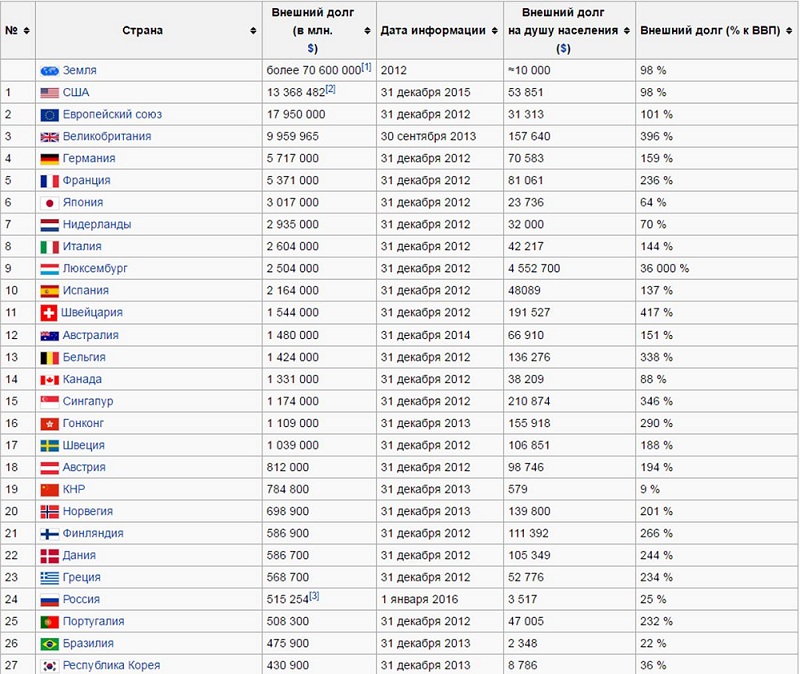 № Страна Внешний долг (в млн. $) Дата информации Внешний долг на душу населения ($) Внешний долг (% к ВВП)
Земля более 70 600 000[1] 2012 ≈10 000 98 %
1 США 13 368 482[2] 31 декабря 2015 53 851 98 %
2 Европейский союз 17 950 000 31 декабря 2012 31 313 101 %
3 Великобритания 9 959 965 30 сентября 2013 157 640 396 %
4 Германия 5 717 000 31 декабря 2012 70 583 159 %
5 Франция 5 371 000 31 декабря 2012 81 061 236 %
6 Япония 3 017 000 31 декабря 2012 23 736 64 %
7 Нидерланды 2 935 000 31 декабря 2012 32 000 70 %
8 Италия 2 604 000 31 декабря 2012 42 217 144 %
9 Люксембург 2 504 000 31 декабря 2012 4 552 700 36 000 %
10 Испания 2 164 000 31 декабря 2012 48089 137 %
11 Швейцария 1 544 000 31 декабря 2012 191 527 417 %
12 Австралия 1 480 000 31 декабря 2014 66 910 151 %
13 Бельгия 1 424 000 31 декабря 2012 136 276 338 %
14 Канада 1 331 000 31 декабря 2012 38 209 88 %
15 Сингапур 1 174 000 31 декабря 2012 210 874 346 %
16 Гонконг 1 109 000 31 декабря 2013 155 918 290 %
17 Швеция 1 039 000 31 декабря 2012 106 851 188 %
18 Австрия 812 000 31 декабря 2012 98 746 194 %
19 КНР 784 800 31 декабря 2013 579 9 %
20 Норвегия 698 900 31 декабря 2013 139 800 201 %
21 Финляндия 586 900 31 декабря 2012 111 392 266 %
22 Дания 586 700 31 декабря 2012 105 349 244 %
23 Греция 568 700 31 декабря 2012 52 776 234 %
24 Россия 515 254[3] 1 января 2016 3 517 25 %
25 Португалия 508 300 31 декабря 2012 47 005 232 %
26 Бразилия 475 900 31 декабря 2013 2 348 22 %
27 Республика Корея 430 900 31 декабря 2013 8 786 36 %